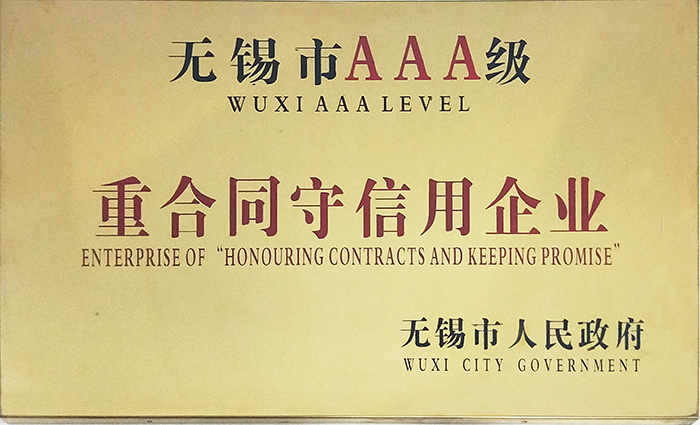 无锡市AAA级
WUXI AAA LEVEL
重合同守信用企业
ENTERPRISE OF "HONOURING CONTRACTS AND KEEPING PROMISE"
无锡市人民政府
WUXI CITY GOVERNMENT